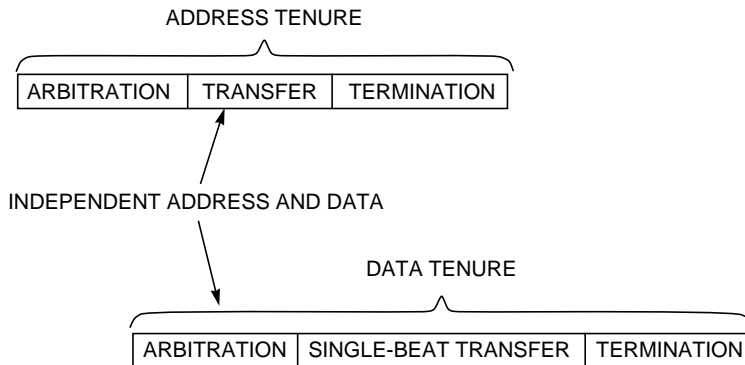 ADDRESS TENURE
ARBITRATION TRANSFER TERMINATION
INDEPENDENT ADDRESS AND DATA
DATA TENURE
ARBITRATION SINGLE-BEAT TRANSFER TERMINATION